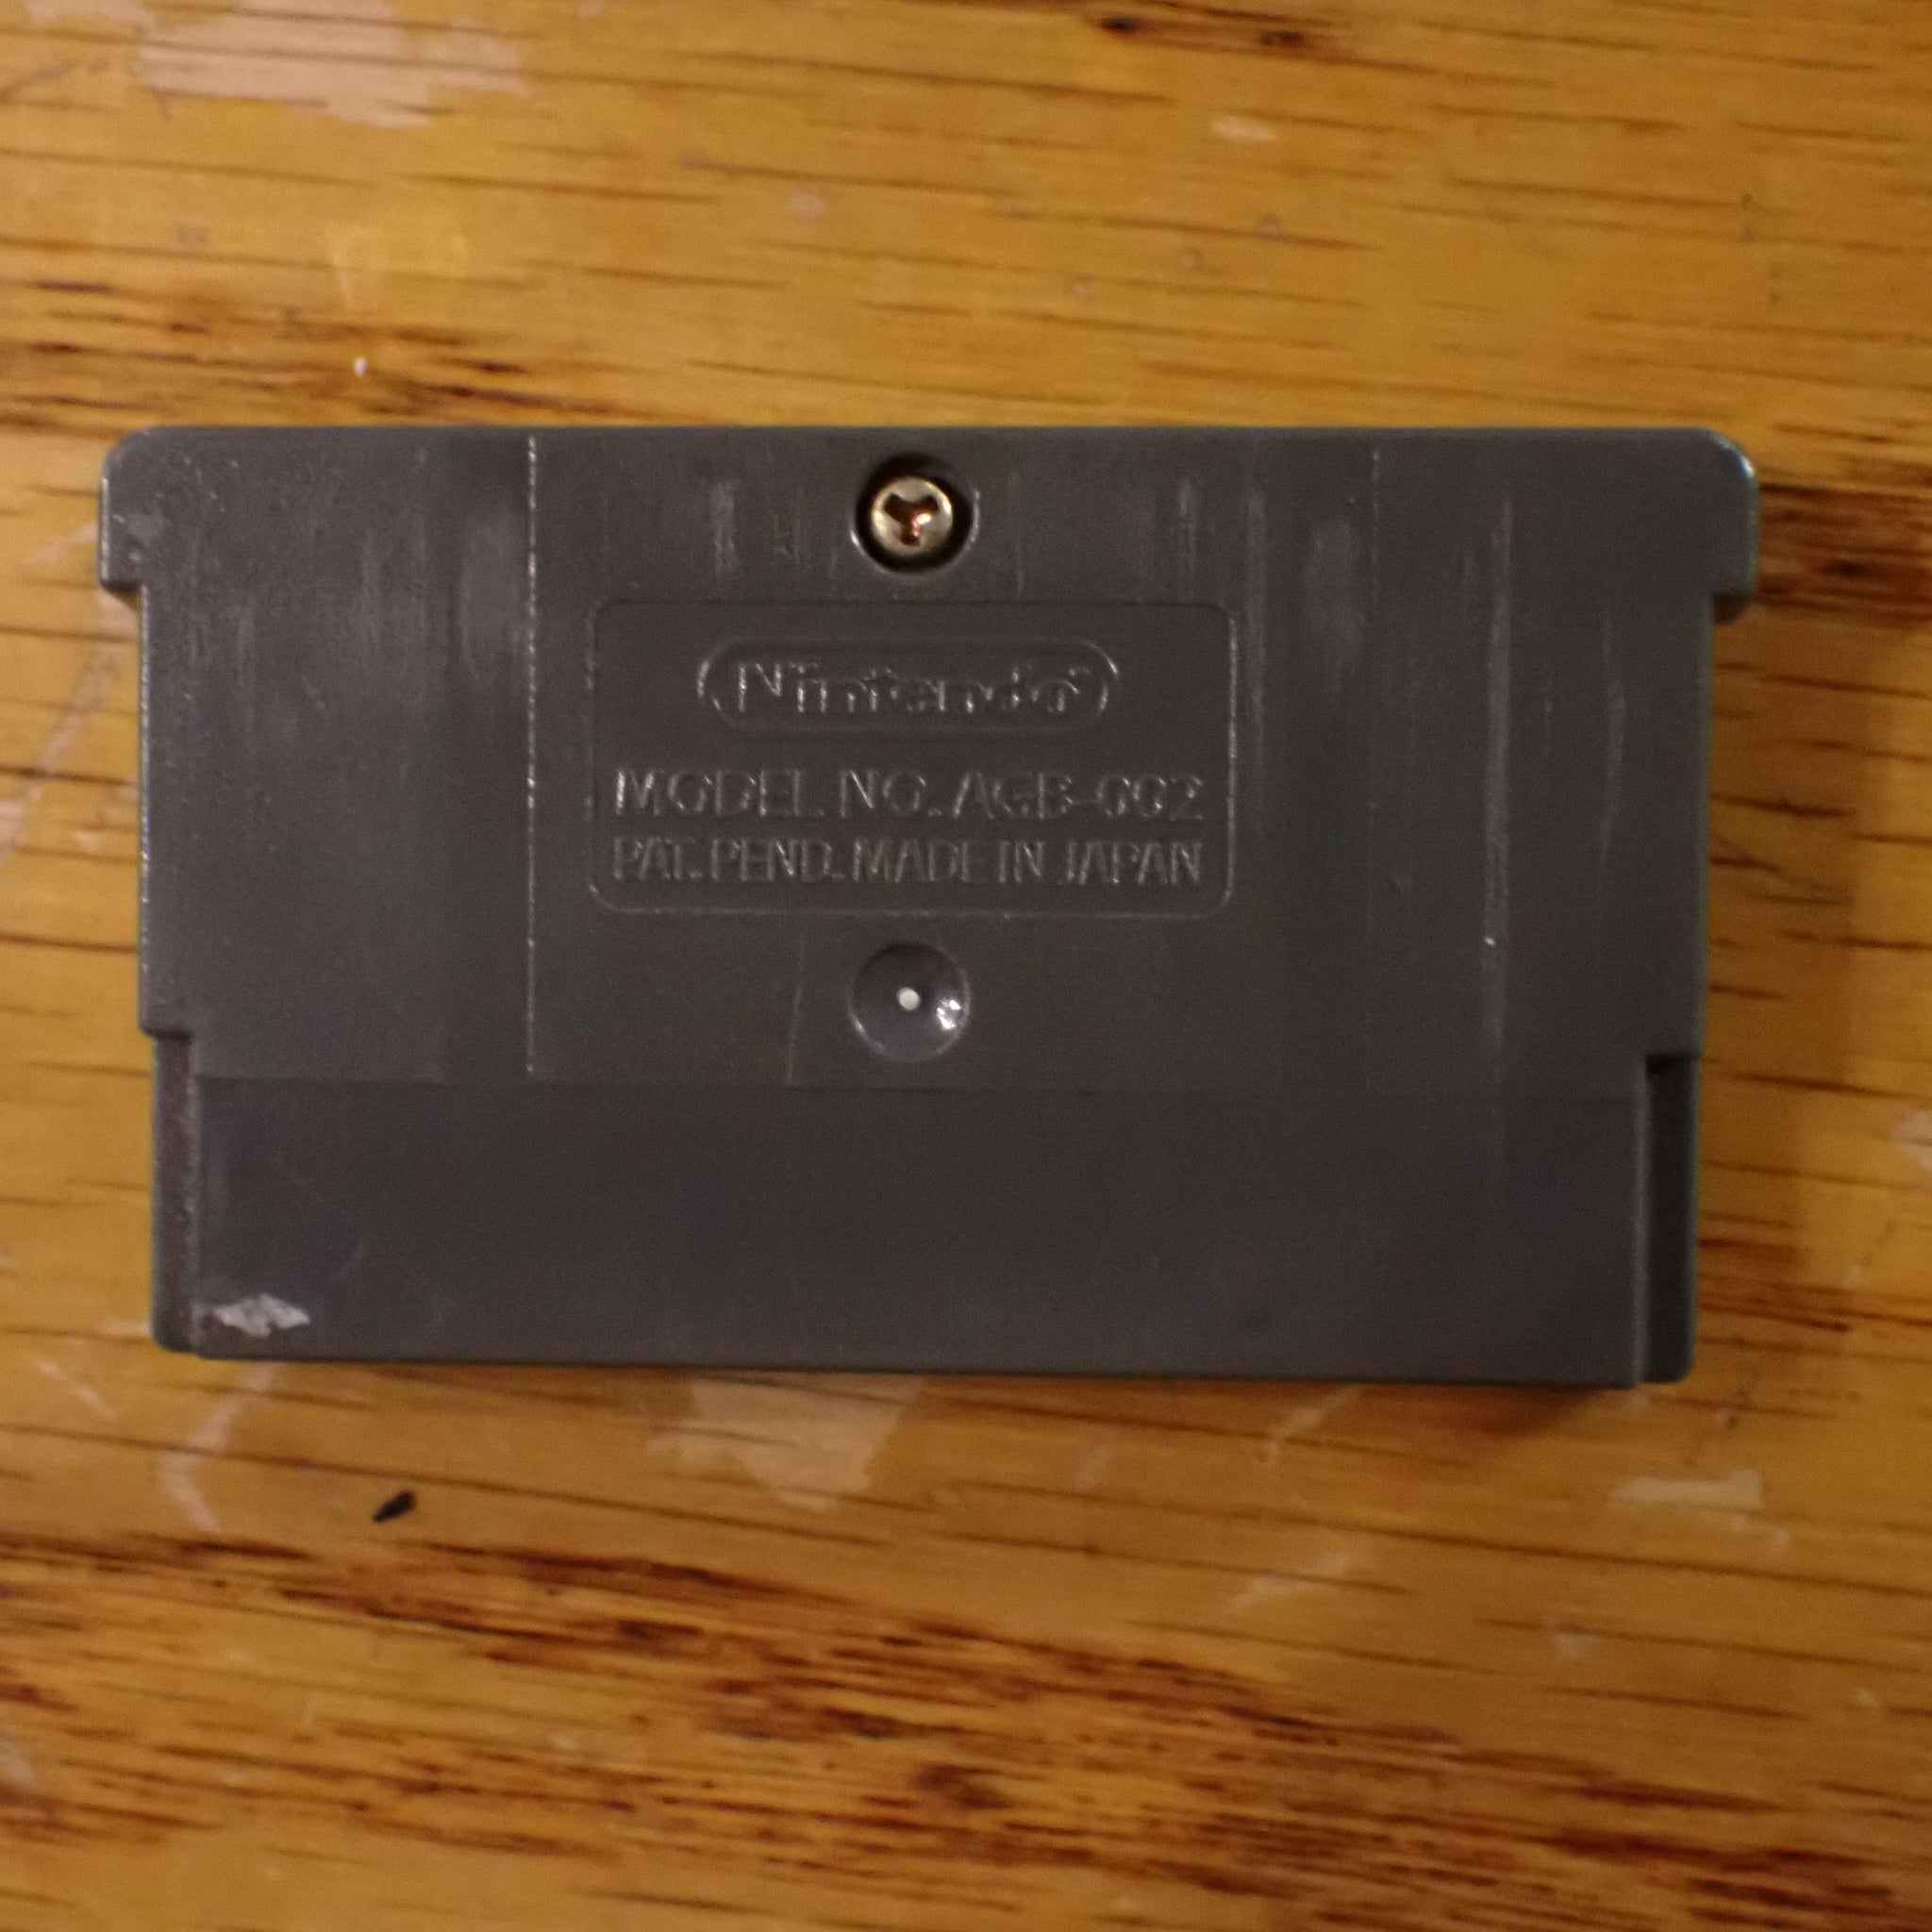 Nintendo®
MODEL NO. AGB-002
PAT. PEND. MADE IN JAPAN